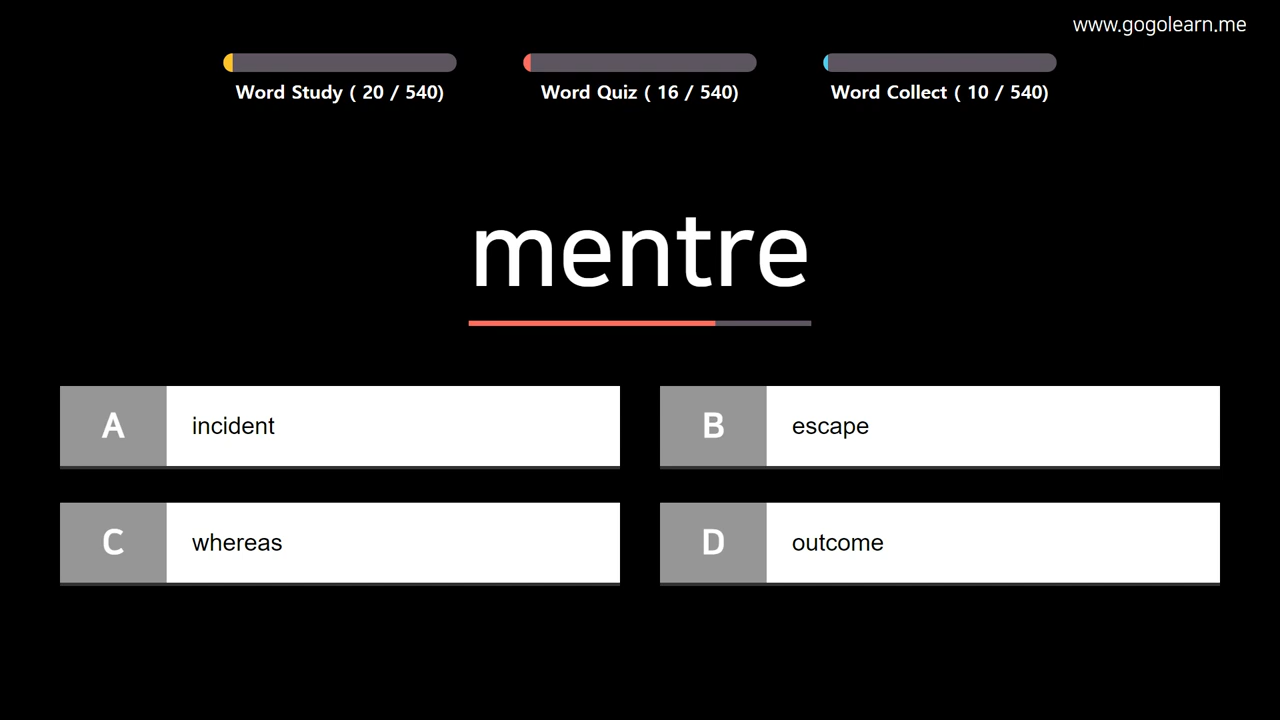 www.gogolearn.me
Word Study ( 20 / 540)
Word Quiz ( 16 / 540)
Word Collect ( 10 / 540)
mentre
A incident
B escape
C whereas
D outcome